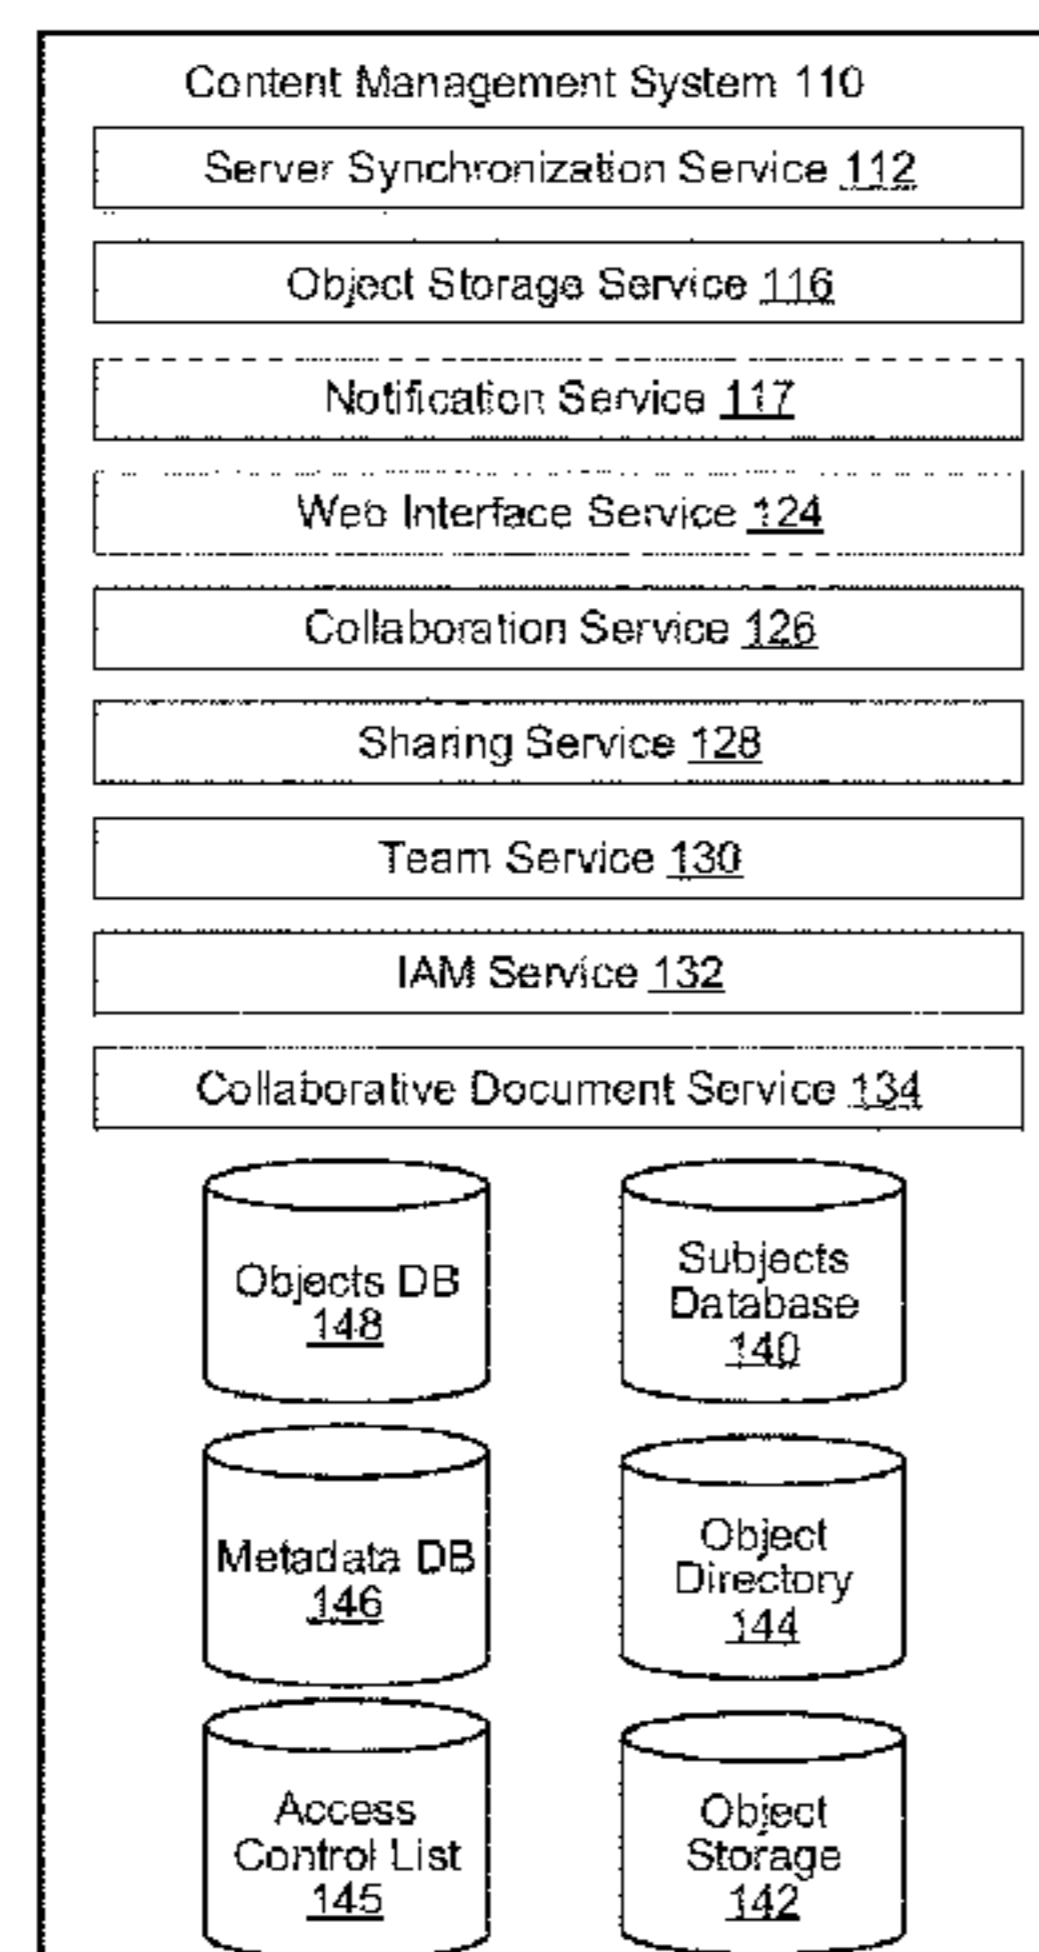 Content Management System 110
Server Synchronization Service 112
Object Storage Service 116
Notification Service 117
Web Interface Service 124
Collaboration Service 126
Sharing Service 128
Team Service 130
IAM Service 132
Collaborative Document Service 134
Objects DB
148
Subjects
Database
140
Metadata DB
146
Object
Directory
144
Access
Control List
145
Object
Storage
142